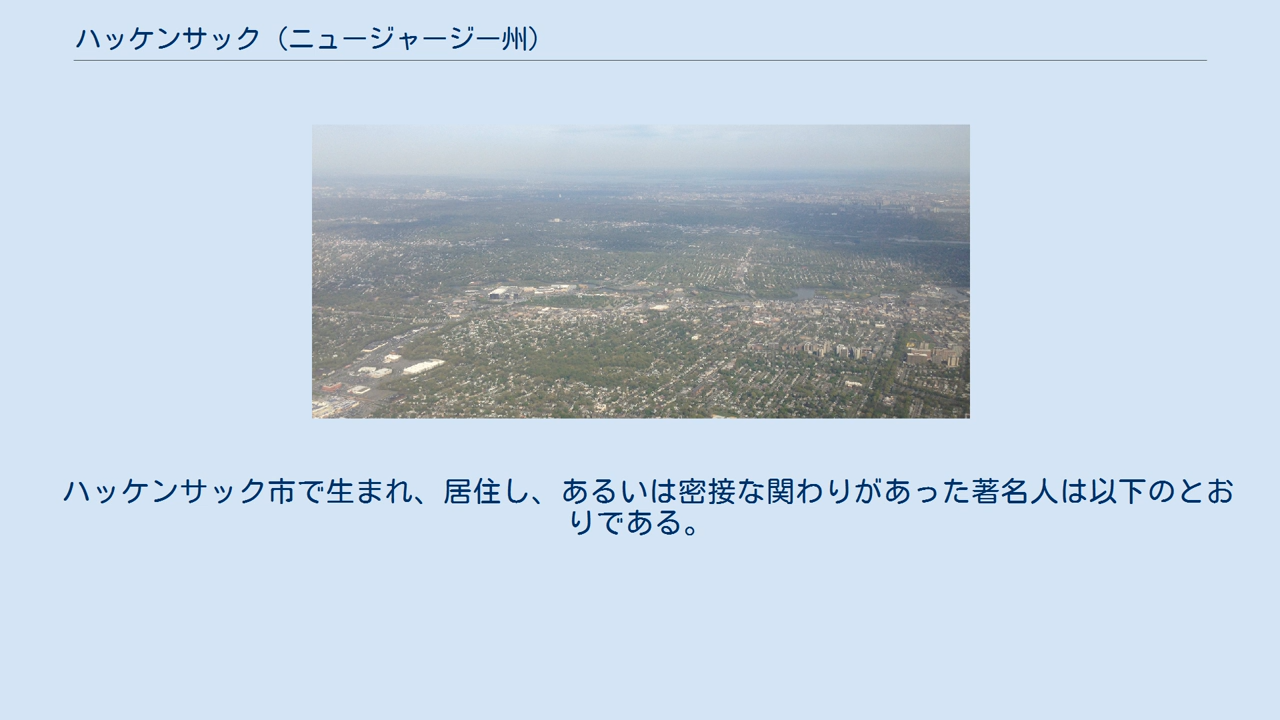 ハッケンサック（ニュージャージー州）
ハッケンサック市で生まれ、居住し、あるいは密接な関わりがあった著名人は以下のとお
りである。